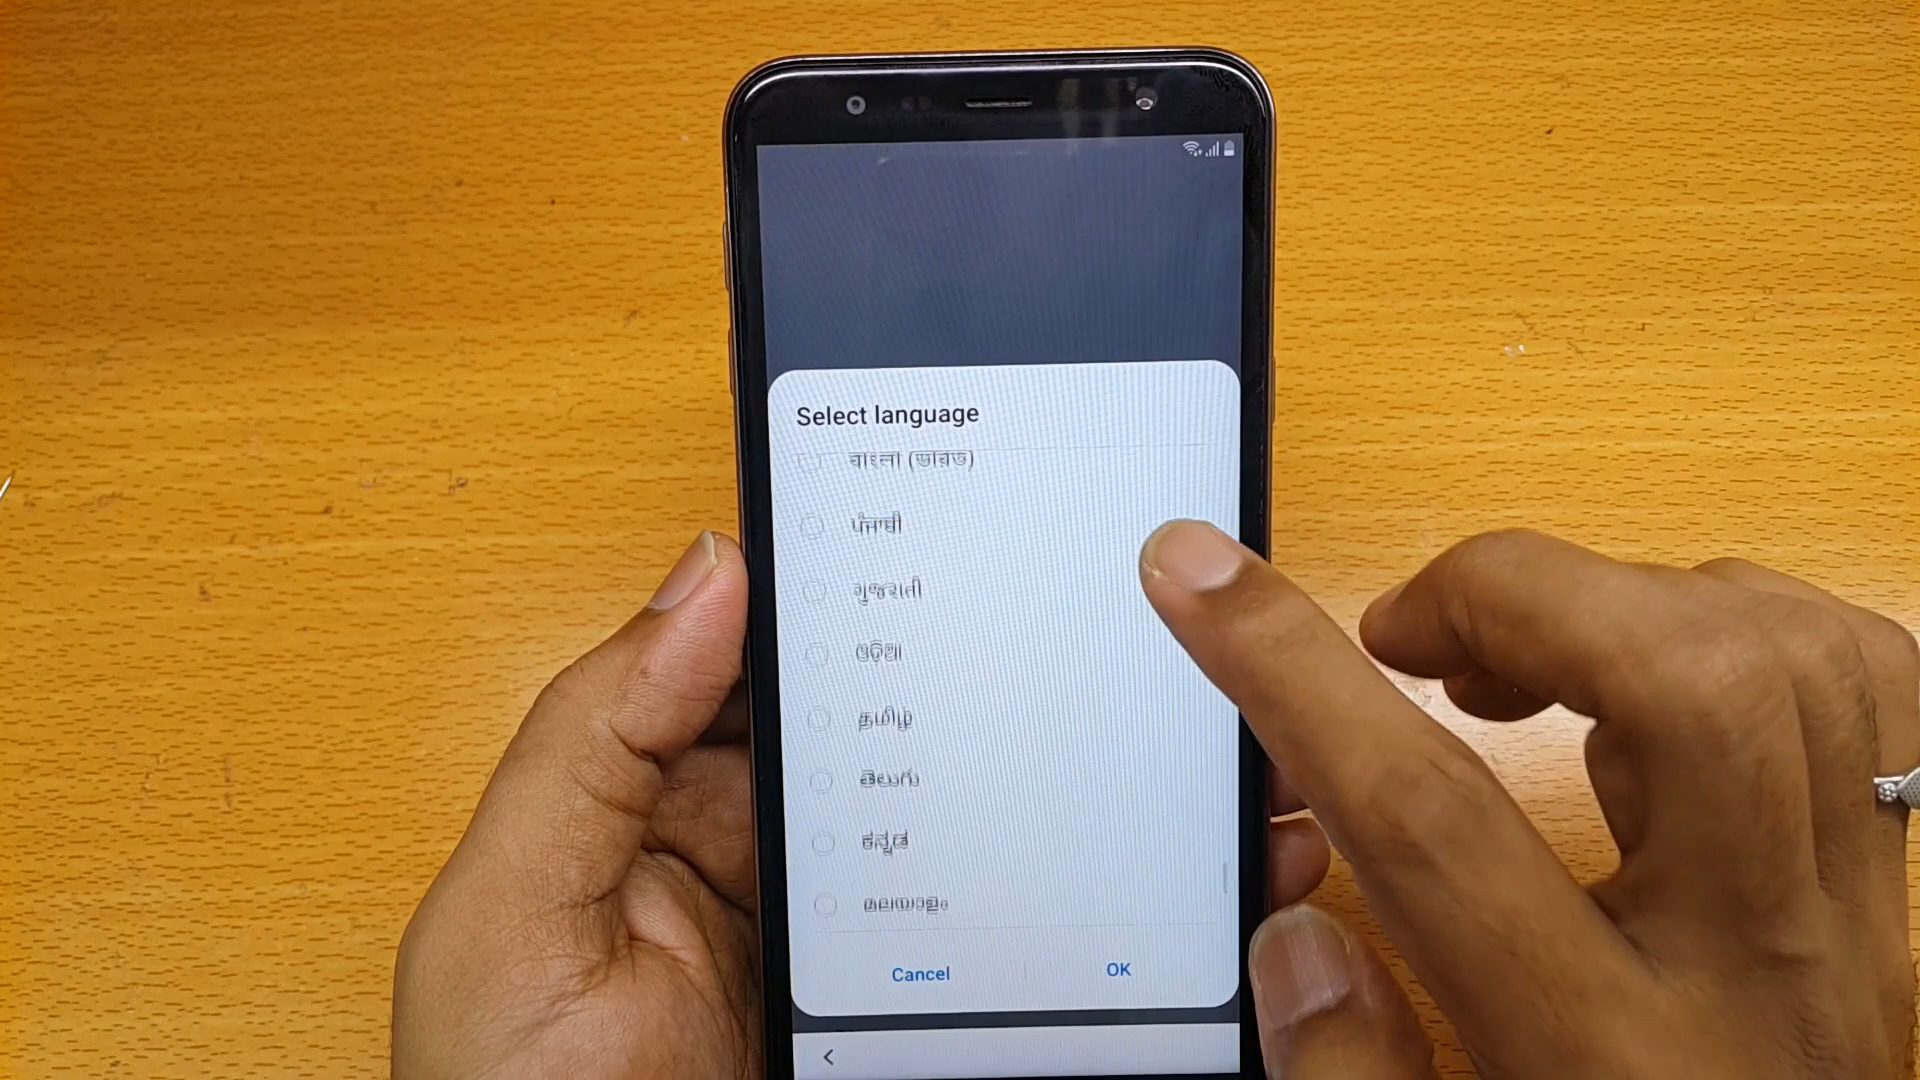 Select language
বাংলা (ভারত)
ਪੰਜਾਬੀ
ગુજરાતી
ଓଡ଼ିଆ
தமிழ்
తెలుగు
ಕನ್ನಡ
മലയാളം
Cancel
OK